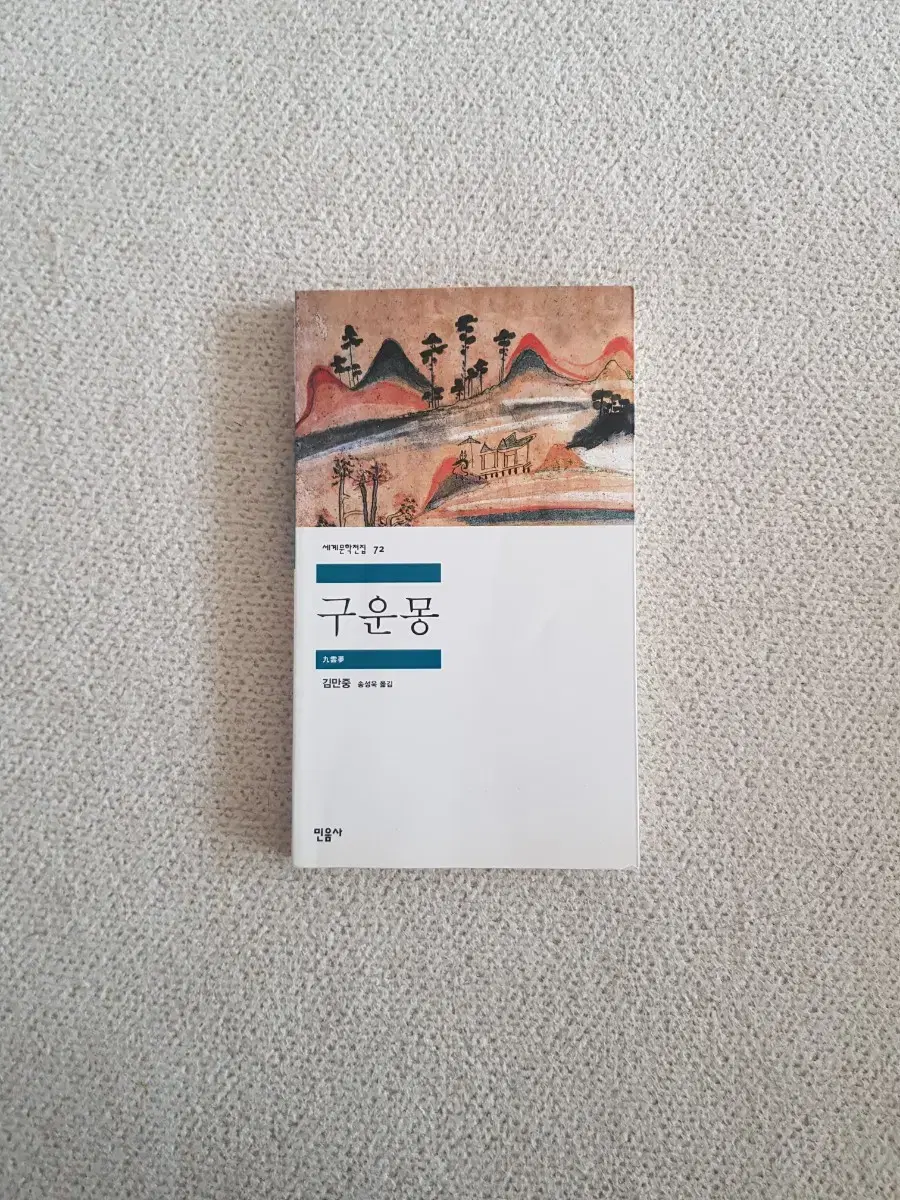 세계문학전집 72
구운몽
九雲夢
김만중 송성욱 옮김
민음사